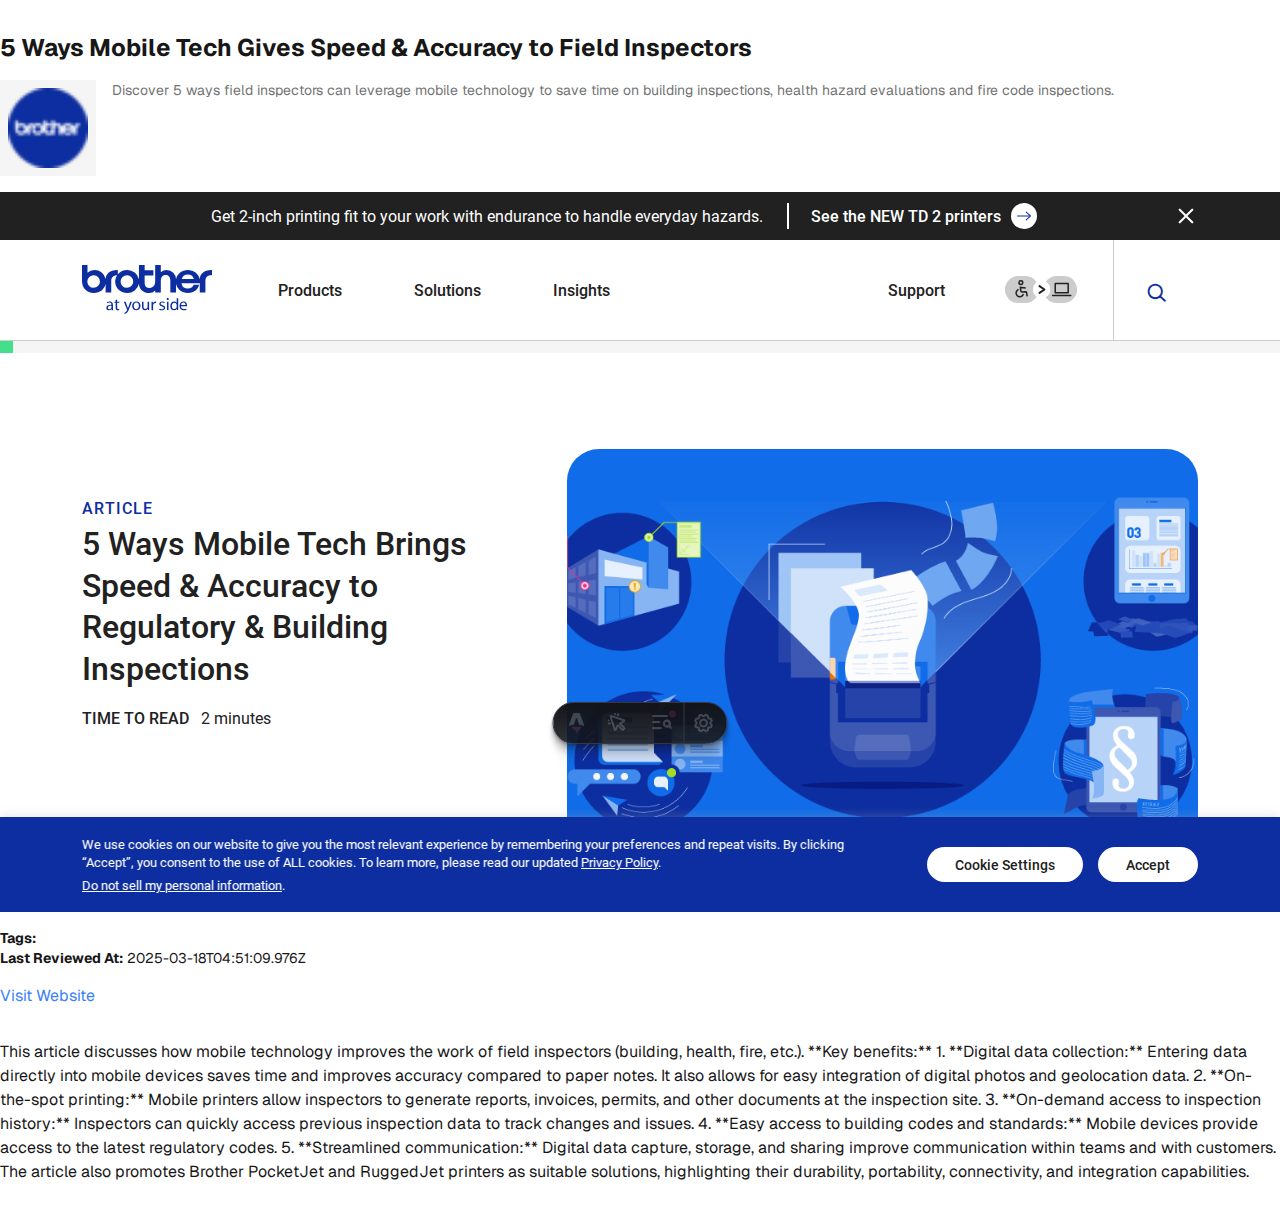 5 Ways Mobile Tech Gives Speed & Accuracy to Field Inspectors
brother
Discover 5 ways field inspectors can leverage mobile technology to save time on building inspections, health hazard evaluations and fire code inspections.
Get 2-inch printing fit to your work with endurance to handle everyday hazards.
See the NEW TD 2 printers
brother
at your side
Products
Solutions
Insights
Support
ARTICLE
5 Ways Mobile Tech Brings
Speed & Accuracy to
Regulatory & Building
Inspections
TIME TO READ 2 minutes
03
§
We use cookies on our website to give you the most relevant experience by remembering your preferences and repeat visits. By clicking
“Accept”, you consent to the use of ALL cookies. To learn more, please read our updated Privacy Policy.
Do not sell my personal information.
Cookie Settings
Accept
Tags:
Last Reviewed At: 2025-03-18T04:51:09.976Z
Visit Website
This article discusses how mobile technology improves the work of field inspectors (building, health, fire, etc.). **Key benefits:** 1. **Digital data collection:** Entering data
directly into mobile devices saves time and improves accuracy compared to paper notes. It also allows for easy integration of digital photos and geolocation data. 2. **On-
the-spot printing:** Mobile printers allow inspectors to generate reports, invoices, permits, and other documents at the inspection site. 3. **On-demand access to inspection
history:** Inspectors can quickly access previous inspection data to track changes and issues. 4. **Easy access to building codes and standards:** Mobile devices provide
access to the latest regulatory codes. 5. **Streamlined communication:** Digital data capture, storage, and sharing improve communication within teams and with customers.
The article also promotes Brother PocketJet and RuggedJet printers as suitable solutions, highlighting their durability, portability, connectivity, and integration capabilities.